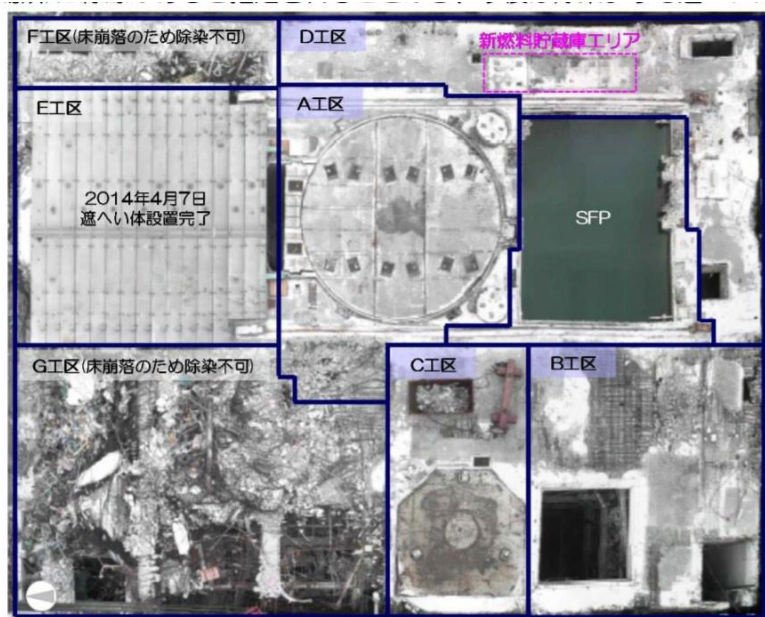 F工区(床崩落のため除染不可)
D工区
新燃料貯蔵庫エリア
E工区
A工区
2014年4月7日
遮へい体設置完了
SFP
G工区(床崩落のため除染不可)
C工区
B工区